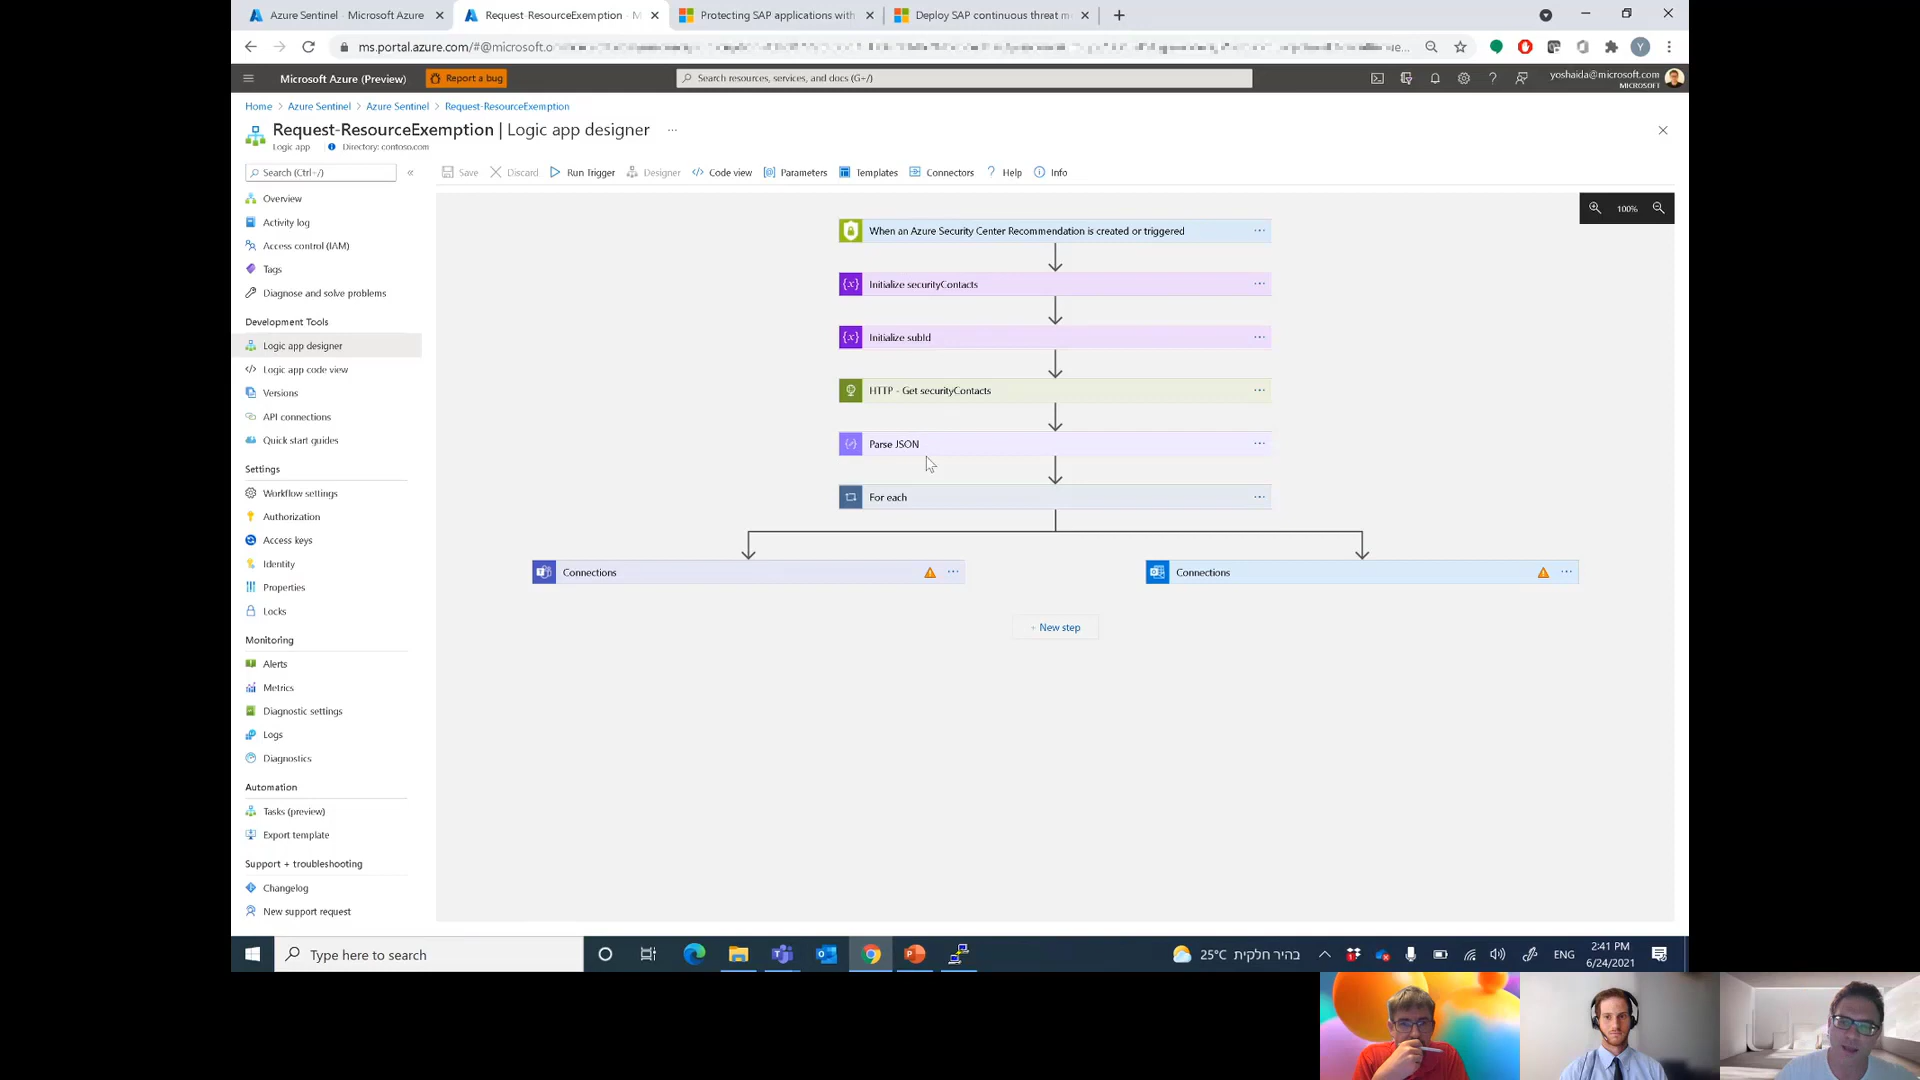 Azure Sentinel - Microsoft Azure
Request-ResourceExemption - M
Protecting SAP applications with
Deploy SAP continuous threat m
ms.portal.azure.com/#@microsoft.o
Microsoft Azure (Preview)
Report a bug
Search resources, services, and docs (G+/)
yoshaida@microsoft.com
MICROSOFT
Home > Azure Sentinel > Azure Sentinel > Request-ResourceExemption
Request-ResourceExemption | Logic app designer ...
Logic app
Directory: contoso.com
Search (Ctrl+/)
Save
Discard
Run Trigger
Designer
Code view
Parameters
Templates
Connectors
Help
Info
Overview
Activity log
Access control (IAM)
Tags
Diagnose and solve problems
Development Tools
Logic app designer
Logic app code view
Versions
API connections
Quick start guides
Settings
Workflow settings
Authorization
Access keys
Identity
Properties
Locks
Monitoring
Alerts
Metrics
Diagnostic settings
Logs
Diagnostics
Automation
Tasks (preview)
Export template
Support + troubleshooting
Changelog
New support request
100%
When an Azure Security Center Recommendation is created or triggered
Initialize securityContacts
Initialize subId
HTTP - Get securityContacts
Parse JSON
For each
Connections
Connections
+ New step
Type here to search
25°C בהיר חלקית
ENG
2:41 PM
6/24/2021